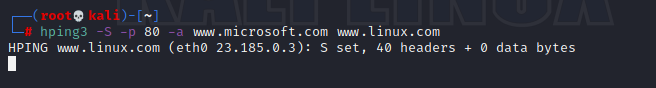 ┌──(root💀kali)-[~]
└─# hping3 -S -p 80 -a www.microsoft.com www.linux.com
HPING www.linux.com (eth0 23.185.0.3): S set, 40 headers + 0 data bytes